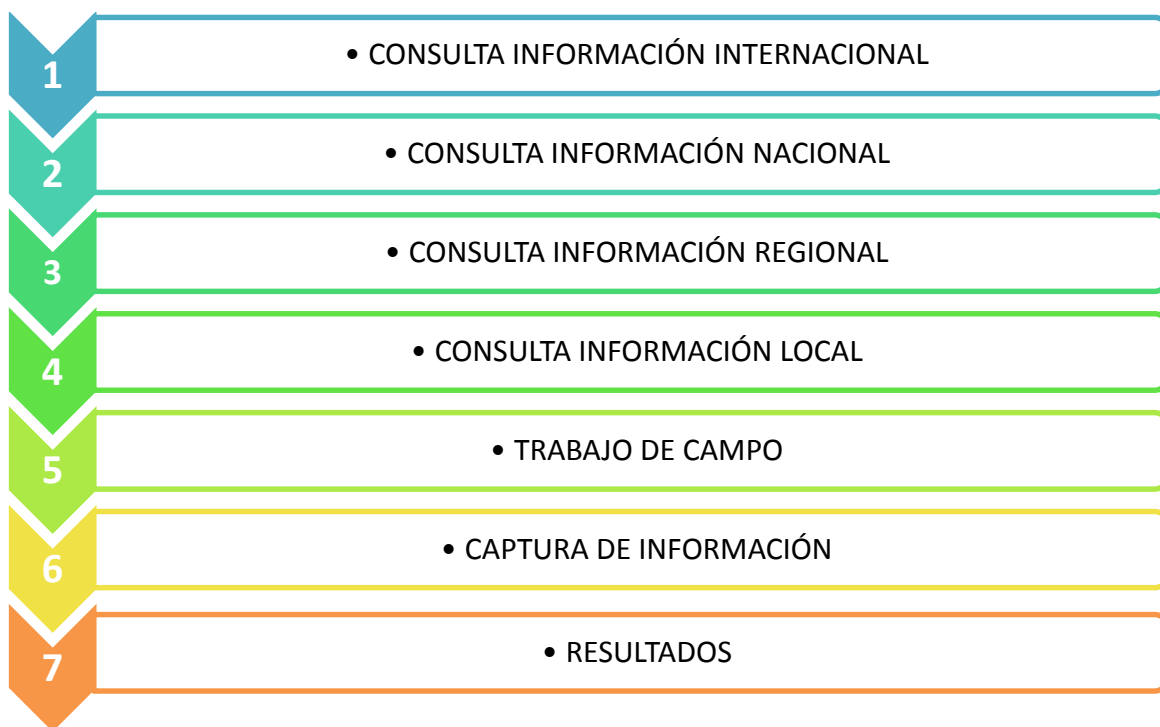 1
• CONSULTA INFORMACIÓN INTERNACIONAL
2
• CONSULTA INFORMACIÓN NACIONAL
3
• CONSULTA INFORMACIÓN REGIONAL
4
• CONSULTA INFORMACIÓN LOCAL
5
• TRABAJO DE CAMPO
6
• CAPTURA DE INFORMACIÓN
7
• RESULTADOS